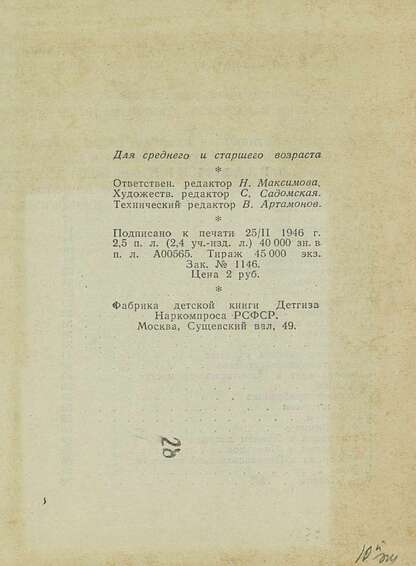 Для среднего и старшего возраста
*
Ответствен. редактор Н. Максимова.
Художеств. редактор С. Садомская.
Технический редактор В. Артамонов.
*
Подписано к печати 25/II 1946 г.
2,5 п. л. (2,4 уч.-изд. л.) 40 000 зн. в
п. л. А00565. Тираж 45 000 экз.
Зак. № 1146.
Цена 2 руб.
*
Фабрика детской книги Детгиза
Наркомпроса РСФСР.
Москва, Сущевский вал, 49.
28